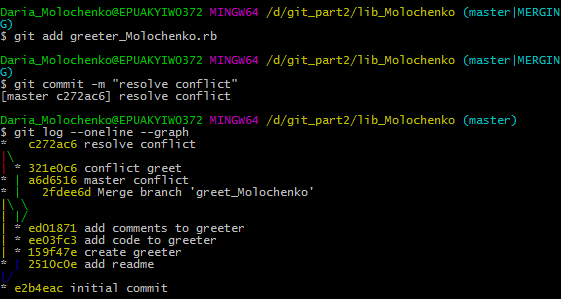 Daria_Molochenko@EPUAKYIW0372 MINGW64 /d/git_part2/lib_Molochenko (master|MERGIN
G)
$ git add greeter_Molochenko.rb
Daria_Molochenko@EPUAKYIW0372 MINGW64 /d/git_part2/lib_Molochenko (master|MERGIN
G)
$ git commit -m "resolve conflict"
[master c272ac6] resolve conflict
Daria_Molochenko@EPUAKYIW0372 MINGW64 /d/git_part2/lib_Molochenko (master)
$ git log --oneline --graph
*   c272ac6 resolve conflict
|\
| * 321e0c6 conflict greet
* | a6d6516 master conflict
* |   2fdee6d Merge branch 'greet_Molochenko'
|\ \
| |/
| * ed01871 add comments to greeter
| * ee03fc3 add code to greeter
| * 159f47e create greeter
* | 2510c0e add readme
|/
* e2b4eac initial commit